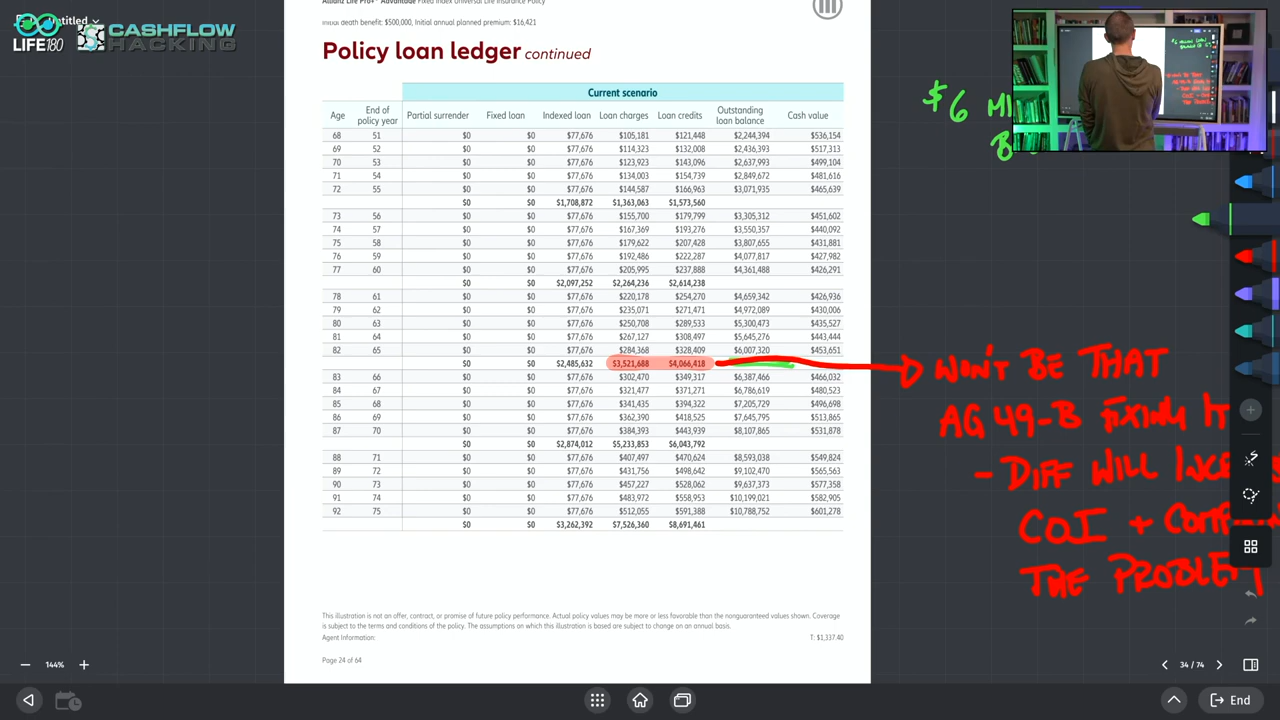 LIFE180
CASHFLOW
HACKING
Untitled
Allianz Life Pro+® Advantage Fixed Index Universal Life Insurance Policy
death benefit: $500,000, Initial annual planned premium: $16,421
Policy loan ledger continued
Current scenario
Age End of policy year Partial surrender Fixed loan Indexed loan Loan charges Loan credits Outstanding loan balance Cash value
68 51 $0 $0 $77,676 $105,181 $121,448 $2,244,394 $536,154
69 52 $0 $0 $77,676 $114,323 $132,008 $2,436,393 $517,313
70 53 $0 $0 $77,676 $123,923 $143,096 $2,637,993 $499,104
71 54 $0 $0 $77,676 $134,003 $154,739 $2,849,672 $481,616
72 55 $0 $0 $77,676 $144,587 $166,963 $3,071,935 $465,639
$0 $0 $1,708,872 $1,363,063 $1,573,560
73 56 $0 $0 $77,676 $155,700 $179,799 $3,305,312 $451,602
74 57 $0 $0 $77,676 $167,369 $193,276 $3,550,357 $440,092
75 58 $0 $0 $77,676 $179,622 $207,428 $3,807,655 $431,881
76 59 $0 $0 $77,676 $192,486 $222,287 $4,077,817 $427,982
77 60 $0 $0 $77,676 $205,995 $237,888 $4,361,488 $426,291
$0 $0 $2,097,252 $2,264,236 $2,614,238
78 61 $0 $0 $77,676 $220,178 $254,270 $4,659,342 $426,936
79 62 $0 $0 $77,676 $235,071 $271,471 $4,972,089 $430,006
80 63 $0 $0 $77,676 $250,708 $289,533 $5,300,473 $435,527
81 64 $0 $0 $77,676 $267,127 $308,497 $5,645,276 $443,444
82 65 $0 $0 $77,676 $284,368 $328,409 $6,007,320 $453,651
$0 $0 $2,485,632 $3,521,688 $4,066,418
83 66 $0 $0 $77,676 $302,470 $349,317 $6,387,466 $466,032
84 67 $0 $0 $77,676 $321,477 $371,271 $6,786,619 $480,523
85 68 $0 $0 $77,676 $341,435 $394,322 $7,205,729 $496,698
86 69 $0 $0 $77,676 $362,390 $418,525 $7,645,795 $513,865
87 70 $0 $0 $77,676 $384,393 $443,939 $8,107,865 $531,878
$0 $0 $2,874,012 $5,233,853 $6,043,792
88 71 $0 $0 $77,676 $407,497 $470,624 $8,593,038 $549,824
89 72 $0 $0 $77,676 $431,756 $498,642 $9,102,470 $565,563
90 73 $0 $0 $77,676 $457,227 $528,062 $9,637,373 $577,358
91 74 $0 $0 $77,676 $483,972 $558,953 $10,199,021 $582,905
92 75 $0 $0 $77,676 $512,055 $591,388 $10,788,752 $601,278
$0 $0 $3,262,392 $7,526,360 $8,691,461
This illustration is not an offer, contract, or promise of future policy performance. Actual policy values may be more or less favorable than the nonguaranteed values shown. Coverage
is subject to the terms and conditions of the policy. The assumptions on which this illustration is based are subject to change on an annual basis.
Agent Information: T: $1,337.40
Page 24 of 64
$6 MI
B
WON'T BE THAT
AG 49-B FIXING IT
- DIFF WILL
COI +
THE PROBLEM
144%
34 / 74
End